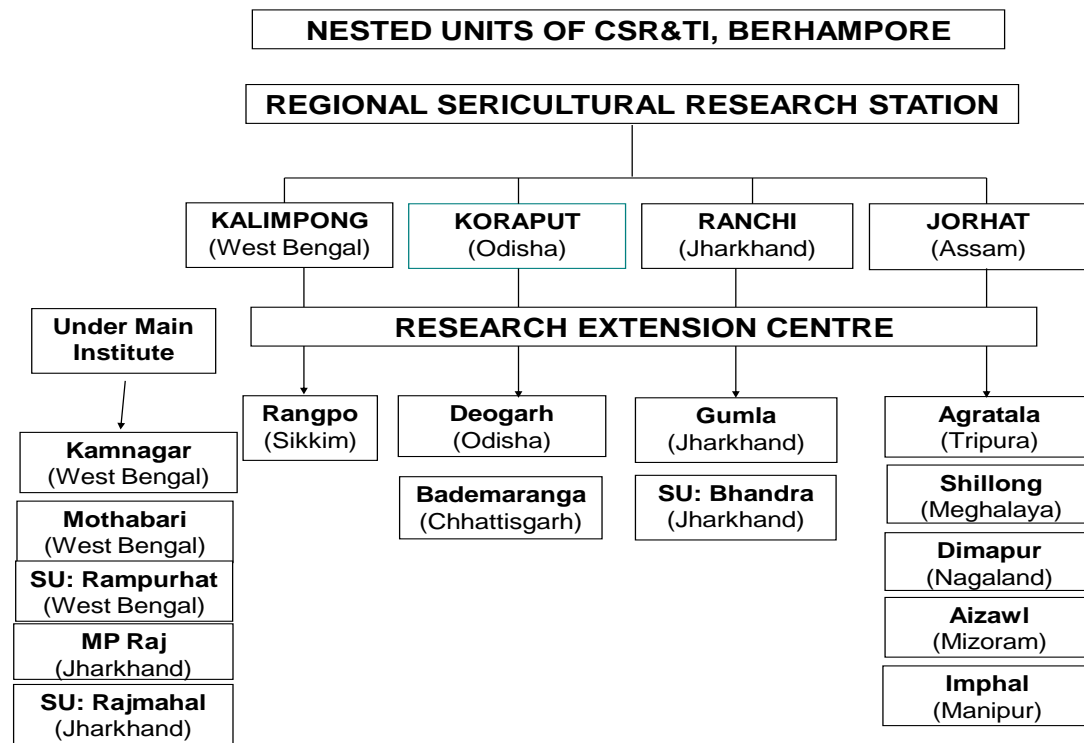 NESTED UNITS OF CSR&TI, BERHAMPORE
REGIONAL SERICULTURAL RESEARCH STATION
KALIMPONG
(West Bengal)
KORAPUT
(Odisha)
RANCHI
(Jharkhand)
JORHAT
(Assam)
Under Main
Institute
RESEARCH EXTENSION CENTRE
Kamnagar
(West Bengal)
Mothabari
(West Bengal)
SU: Rampurhat
(West Bengal)
MP Raj
(Jharkhand)
SU: Rajmahal
(Jharkhand)
Rangpo
(Sikkim)
Deogarh
(Odisha)
Bademaranga
(Chhattisgarh)
Gumla
(Jharkhand)
SU: Bhandra
(Jharkhand)
Agratala
(Tripura)
Shillong
(Meghalaya)
Dimapur
(Nagaland)
Aizawl
(Mizoram)
Imphal
(Manipur)